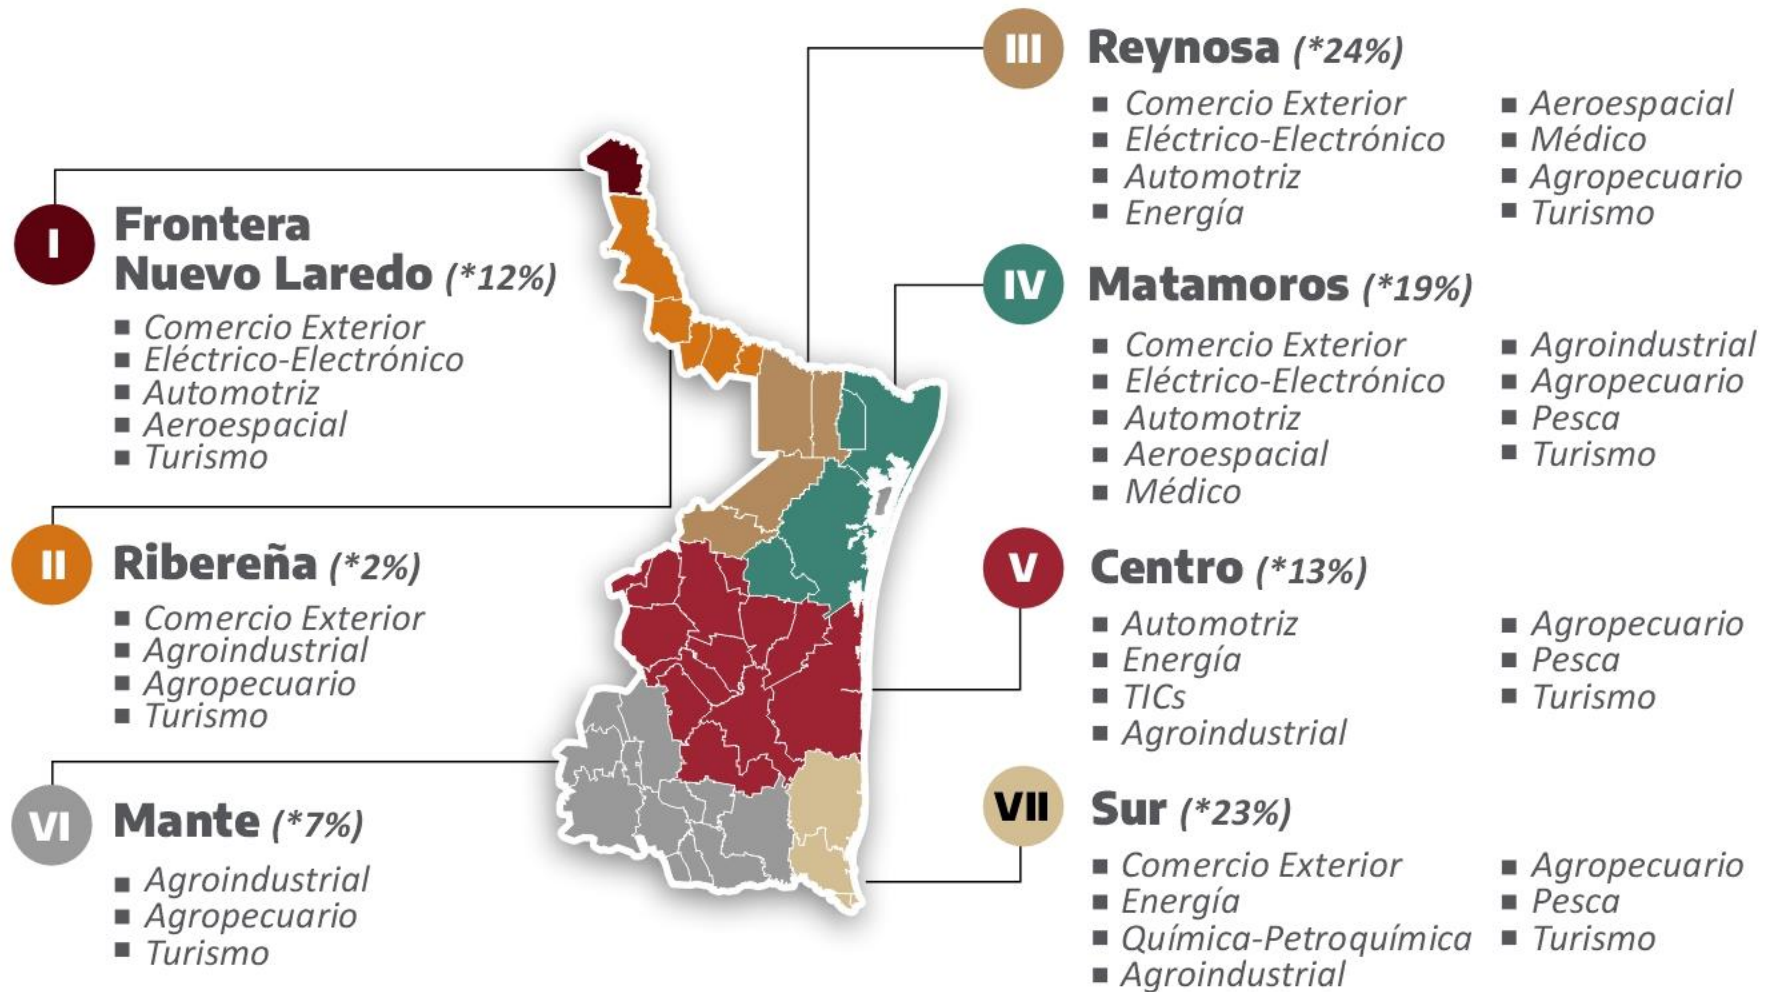 I
Frontera
Nuevo Laredo (*12%)
Comercio Exterior
Eléctrico-Electrónico
Automotriz
Aeroespacial
Turismo
II
Ribereña (*2%)
Comercio Exterior
Agroindustrial
Agropecuario
Turismo
VI
Mante (*7%)
Agroindustrial
Agropecuario
Turismo
III
Reynosa (*24%)
Comercio Exterior
Eléctrico-Electrónico
Automotriz
Energía
Aeroespacial
Médico
Agropecuario
Turismo
IV
Matamoros (*19%)
Comercio Exterior
Eléctrico-Electrónico
Automotriz
Aeroespacial
Médico
Agroindustrial
Agropecuario
Pesca
Turismo
V
Centro (*13%)
Automotriz
Energía
TICs
Agroindustrial
Agropecuario
Pesca
Turismo
VII
Sur (*23%)
Comercio Exterior
Energía
Química-Petroquímica
Agroindustrial
Agropecuario
Pesca
Turismo